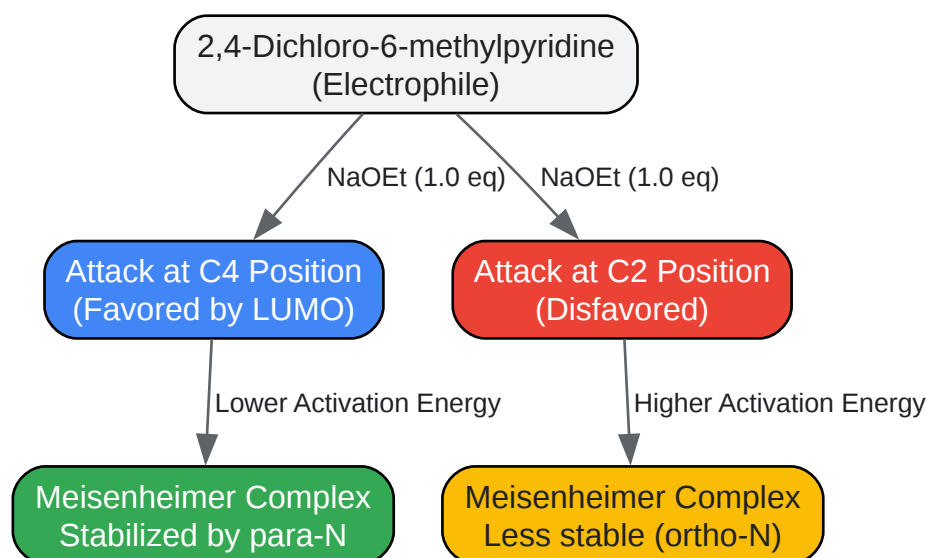 2,4-Dichloro-6-methylpyridine
(Electrophile)
NaOEt (1.0 eq)
NaOEt (1.0 eq)
Attack at C4 Position
(Favored by LUMO)
Attack at C2 Position
(Disfavored)
Lower Activation Energy
Higher Activation Energy
Meisenheimer Complex
Stabilized by para-N
Meisenheimer Complex
Less stable (ortho-N)